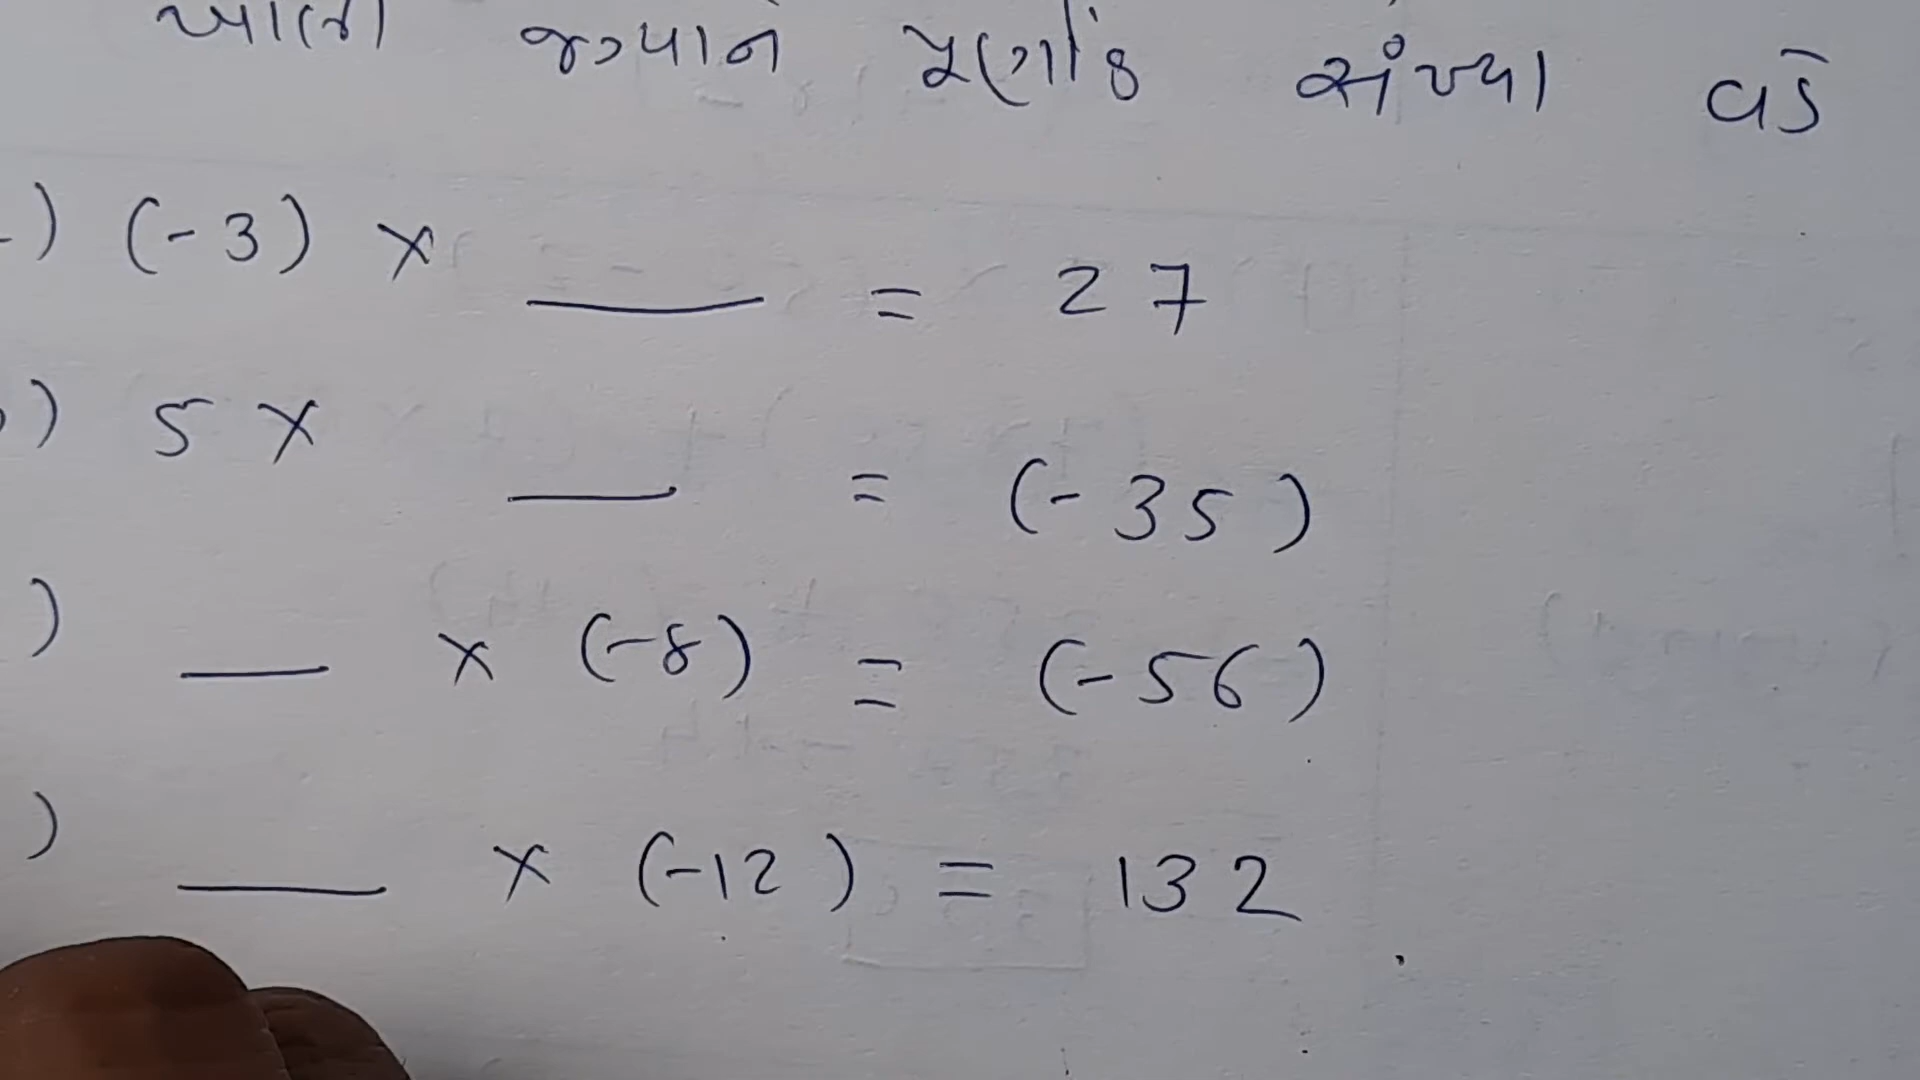 ખાલી જગ્યાને પૂર્ણાંક સંખ્યા વડે
) (-3) × ____ = 27
) 5 × ____ = (-35)
) ____ × (-8) = (-56)
) ____ × (-12) = 132